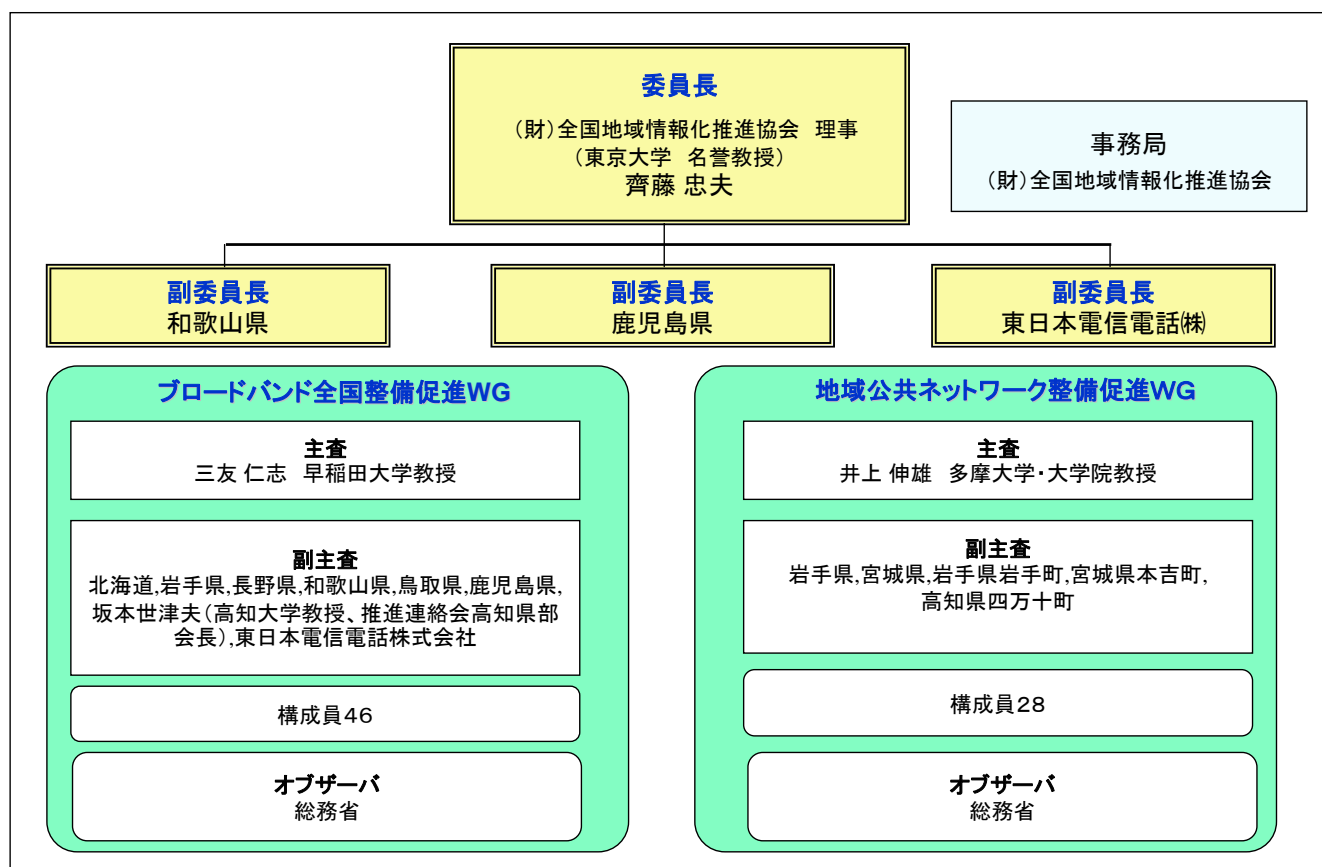 委員長
(財)全国地域情報化推進協会　理事
(東京大学　名誉教授)
齊藤 忠夫
事務局
(財)全国地域情報化推進協会
副委員長
和歌山県
副委員長
鹿児島県
副委員長
東日本電信電話㈱
ブロードバンド全国整備促進WG
主査
三友 仁志　早稲田大学教授
副主査
北海道,岩手県,長野県,和歌山県,鳥取県,鹿児島県,
坂本世津夫(高知大学教授、推進連絡会高知県部
会長),東日本電信電話株式会社
構成員46
オブザーバ
総務省
地域公共ネットワーク整備促進WG
主査
井上 伸雄　多摩大学・大学院教授
副主査
岩手県,宮城県,岩手県岩手町,宮城県本吉町,
高知県四万十町
構成員28
オブザーバ
総務省